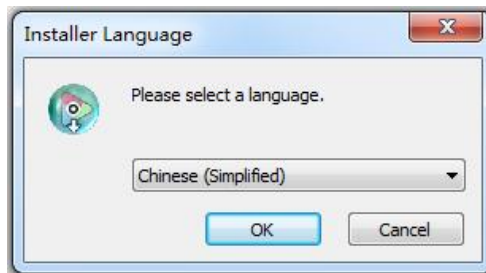 Installer Language
Please select a language.
Chinese (Simplified)
OK
Cancel